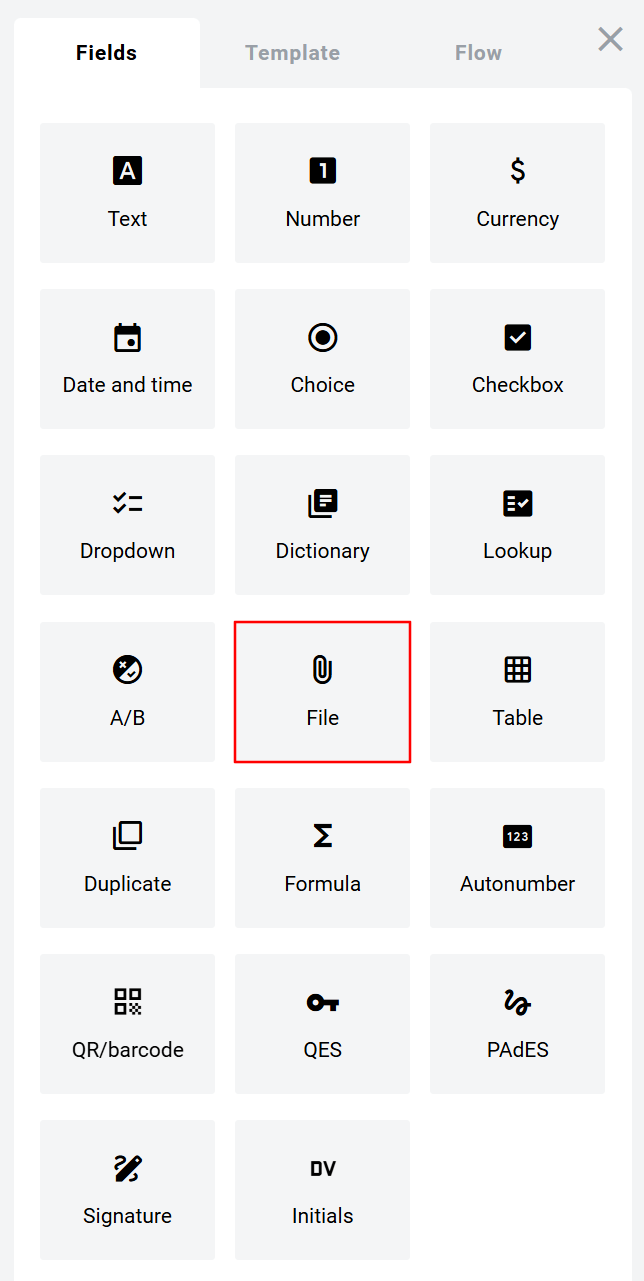 Fields Template Flow
A 1 $
Text Number Currency
Date and time Choice Checkbox
Dropdown Dictionary Lookup
A/B File Table
Σ 123
Duplicate Formula Autonumber
QR/barcode QES PAdES
DV
Signature Initials